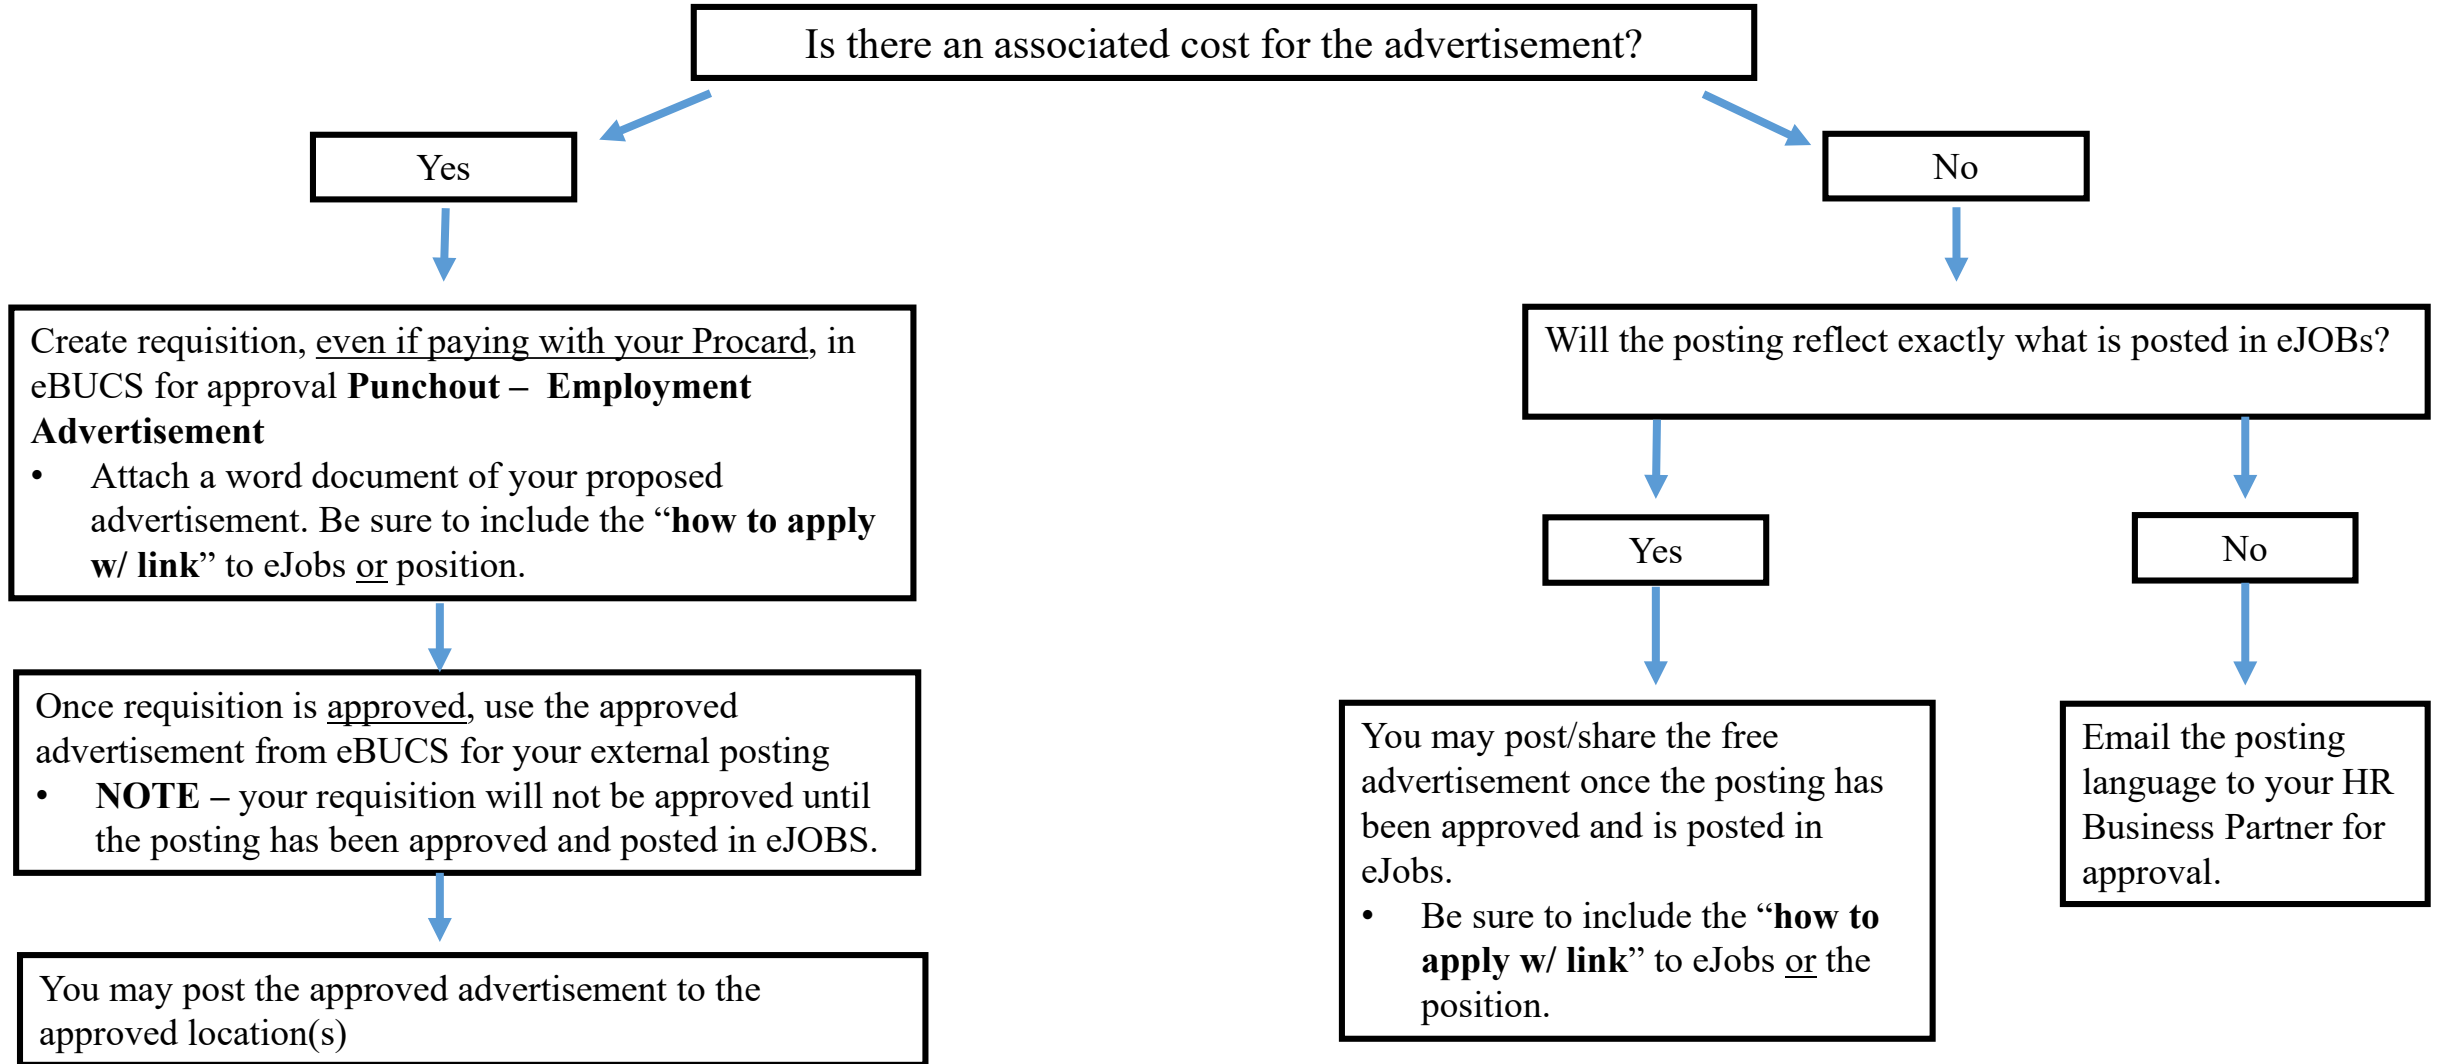 Is there an associated cost for the advertisement?
Yes
No
Create requisition, even if paying with your Procard, in
eBUCS for approval Punchout – Employment
Advertisement
• Attach a word document of your proposed
advertisement. Be sure to include the “how to apply
w/ link” to eJobs or position.
Once requisition is approved, use the approved
advertisement from eBUCS for your external posting
• NOTE – your requisition will not be approved until
the posting has been approved and posted in eJOBS.
You may post the approved advertisement to the
approved location(s)
Will the posting reflect exactly what is posted in eJOBs?
Yes
No
You may post/share the free
advertisement once the posting has
been approved and is posted in
eJobs.
• Be sure to include the “how to
apply w/ link” to eJobs or the
position.
Email the posting
language to your HR
Business Partner for
approval.